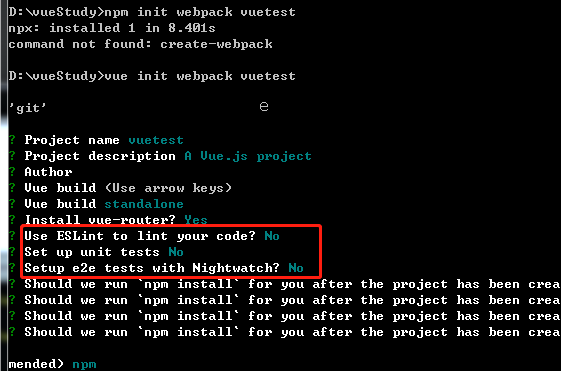 D:\vueStudy>npm init webpack vuetest
npx: installed 1 in 8.401s
command not found: create-webpack
D:\vueStudy>vue init webpack vuetest
'git' e
? Project name vuetest
? Project description A Vue.js project
? Author
? Vue build (Use arrow keys)
? Vue build standalone
? Install vue-router? Yes
? Use ESLint to lint your code? No
? Set up unit tests No
? Setup e2e tests with Nightwatch? No
? Should we run `npm install` for you after the project has been crea
? Should we run `npm install` for you after the project has been crea
? Should we run `npm install` for you after the project has been crea
? Should we run `npm install` for you after the project has been crea
mended) npm